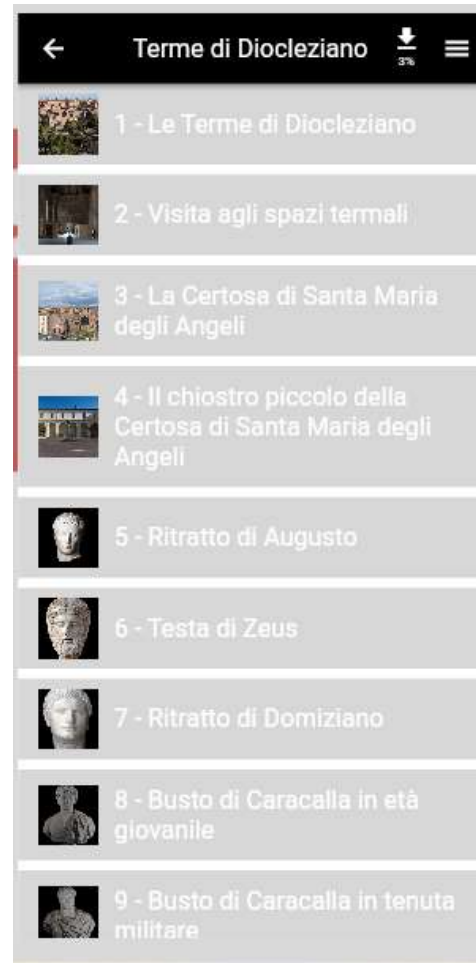 Terme di Diocleziano
3%
1 - Le Terme di Diocleziano
2 - Visita agli spazi termali
3 - La Certosa di Santa Maria
degli Angeli
4 - Il chiostro piccolo della
Certosa di Santa Maria degli
Angeli
5 - Ritratto di Augusto
6 - Testa di Zeus
7 - Ritratto di Domiziano
8 - Busto di Caracalla in età
giovanile
9 - Busto di Caracalla in tenuta
militare